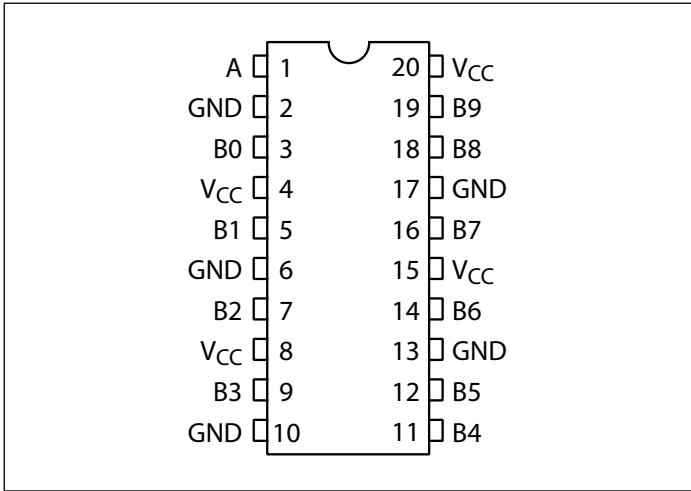 A 1 20 VCC
GND 2 19 B9
B0 3 18 B8
VCC 4 17 GND
B1 5 16 B7
GND 6 15 VCC
B2 7 14 B6
VCC 8 13 GND
B3 9 12 B5
GND 10 11 B4